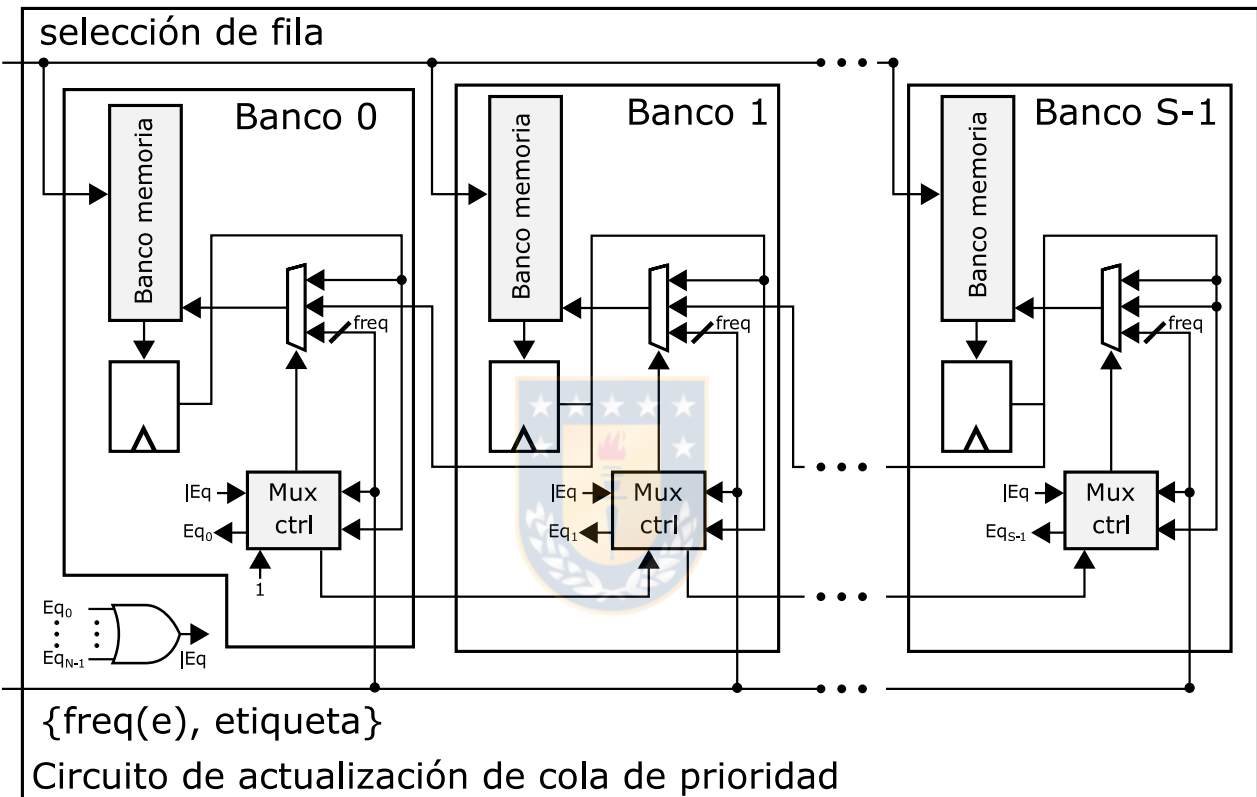 selección de fila
Banco 0
Banco memoria
freq
|Eq
Mux
ctrl
Eq0
1
Banco 1
Banco memoria
freq
|Eq
Mux
ctrl
Eq1
Banco S-1
Banco memoria
freq
|Eq
Mux
ctrl
EqS-1
Eq0
EqN-1
|Eq
{freq(e), etiqueta}
Circuito de actualización de cola de prioridad